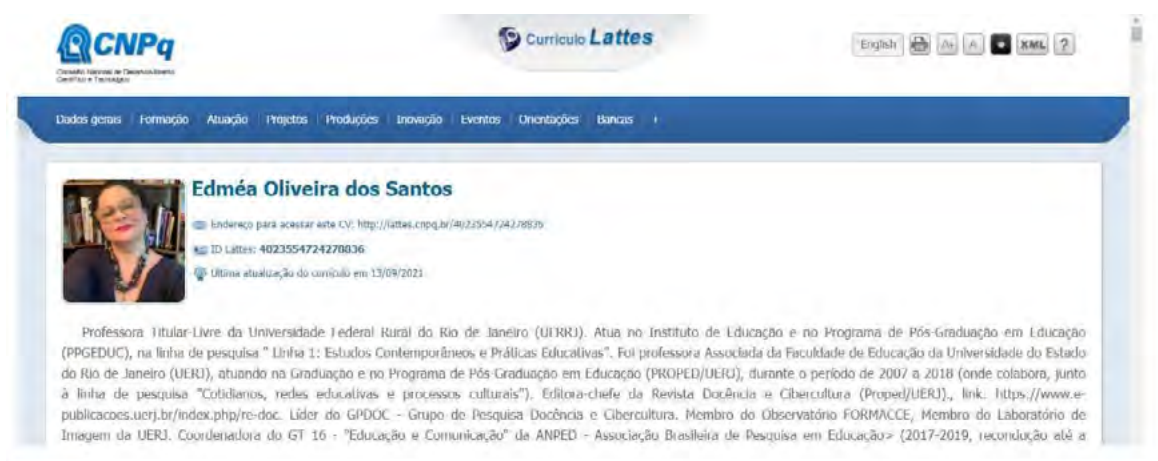 CNPq
Conselho Nacional de Desenvolvimento
Científico e Tecnológico
Currículo Lattes
English A+ A XML ?
Dados gerais Formação Atuação Projetos Produções Inovação Eventos Orientações Bancas +
Edméa Oliveira dos Santos
Endereço para acessar este CV: http://lattes.cnpq.br/4023554724278836
ID Lattes: 4023554724278836
Última atualização do currículo em 13/09/2021
Professora Titular-Livre da Universidade Federal Rural do Rio de Janeiro (UFRRJ). Atua no Instituto de Educação e no Programa de Pós-Graduação em Educação
(PPGEDUC), na linha de pesquisa " Linha 1: Estudos Contemporâneos e Práticas Educativas". Foi professora Associada da Faculdade de Educação da Universidade do Estado
do Rio de Janeiro (UERJ), atuando na Graduação e no Programa de Pós-Graduação em Educação (PROPED/UERJ), durante o período de 2007 a 2018 (onde colabora, junto
à linha de pesquisa "Cotidianos, redes educativas e processos culturais"). Editora-chefe da Revista Docência e Cibercultura (Proped/UERJ)., link. https://www.e-
publicacoes.uerj.br/index.php/re-doc. Líder do GPDOC - Grupo de Pesquisa Docência e Cibercultura. Membro do Observatório FORMACCE, Membro do Laboratório de
Imagem da UERJ. Coordenadora do GT 16 - "Educação e Comunicação" da ANPED - Associação Brasileira de Pesquisa em Educação> (2017-2019, recondução até a